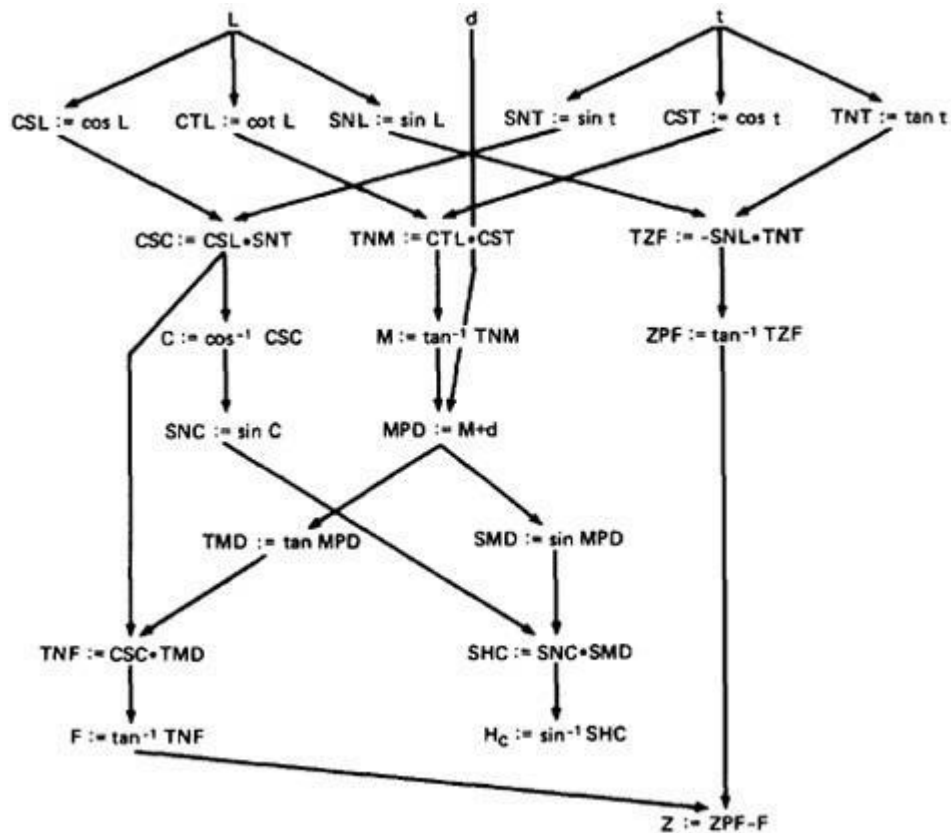 L d t
CSL := cos L CTL := cot L SNL := sin L SNT := sin t CST := cos t TNT := tan t
CSC := CSL•SNT TNM := CTL•CST TZF := -SNL•TNT
C := cos⁻¹ CSC M := tan⁻¹ TNM ZPF := tan⁻¹ TZF
SNC := sin C MPD := M+d
TMD := tan MPD SMD := sin MPD
TNF := CSC•TMD SHC := SNC•SMD
F := tan⁻¹ TNF H_C := sin⁻¹ SHC
Z := ZPF-F